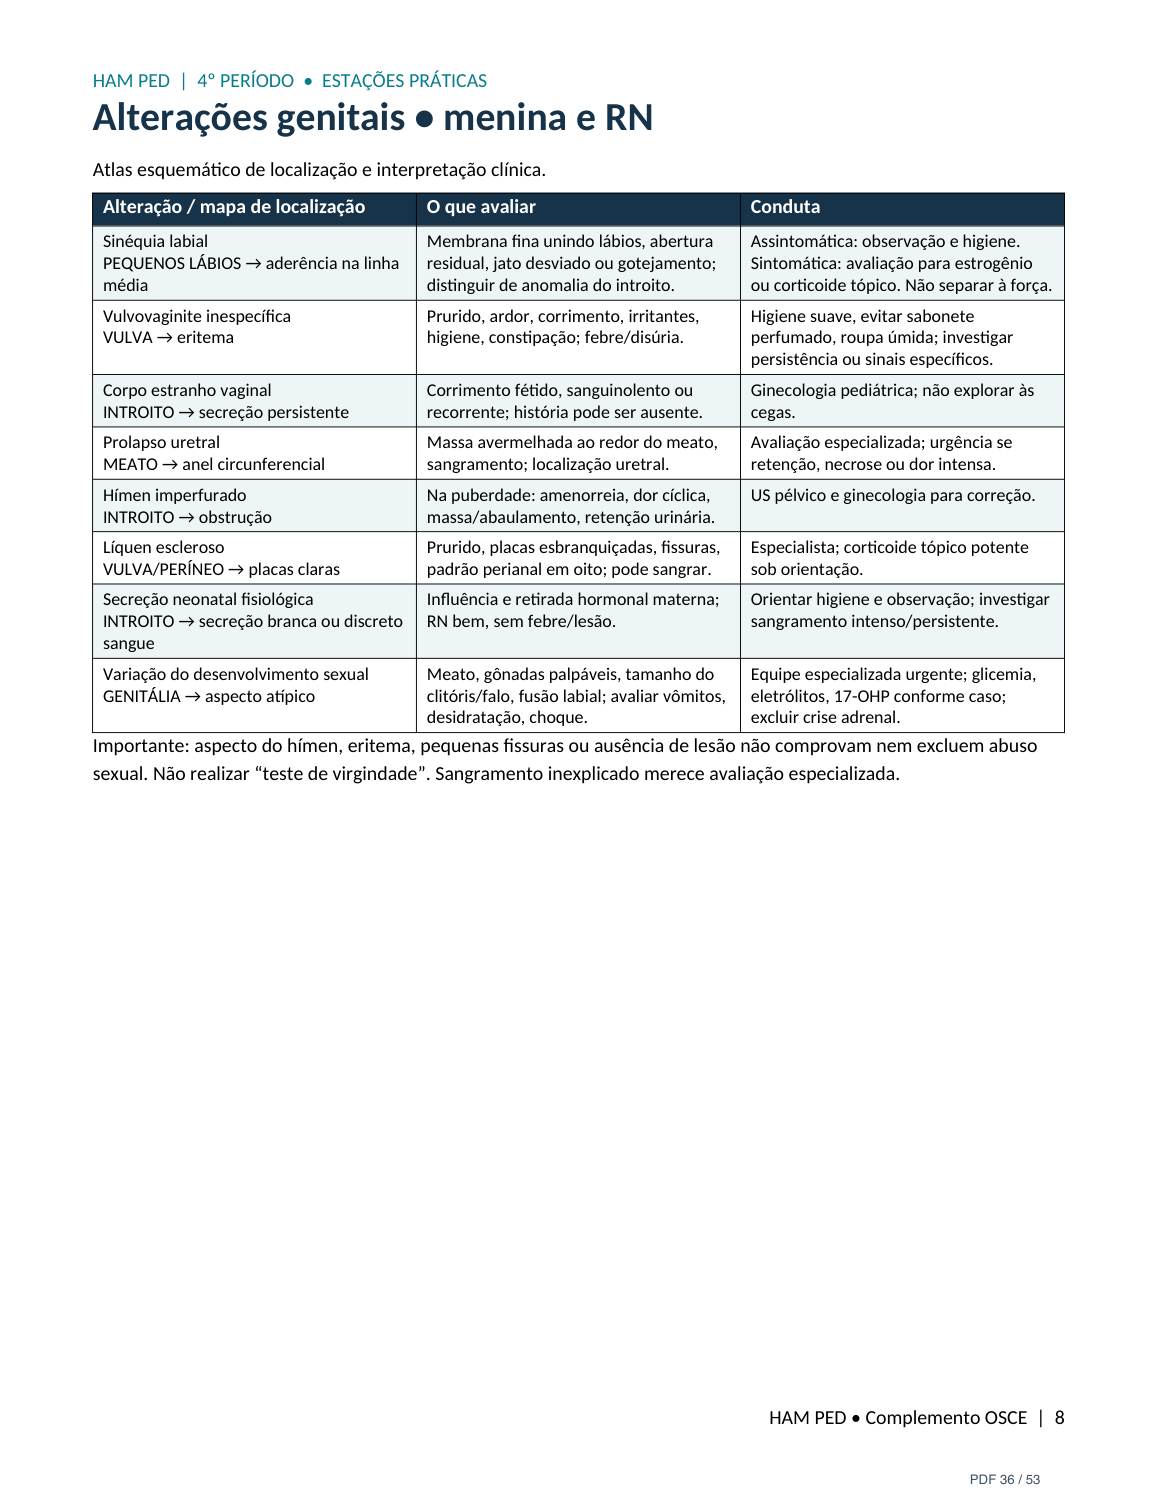 HAM PED | 4º PERÍODO • ESTAÇÕES PRÁTICAS
Alterações genitais • menina e RN
Atlas esquemático de localização e interpretação clínica.
Alteração / mapa de localização
O que avaliar
Conduta
Sinéquia labial
PEQUENOS LÁBIOS → aderência na linha
média
Membrana fina unindo lábios, abertura
residual, jato desviado ou gotejamento;
distinguir de anomalia do introito.
Assintomática: observação e higiene.
Sintomática: avaliação para estrogênio
ou corticoide tópico. Não separar à força.
Vulvovaginite inespecífica
VULVA → eritema
Prurido, ardor, corrimento, irritantes,
higiene, constipação; febre/disúria.
Higiene suave, evitar sabonete
perfumado, roupa úmida; investigar
persistência ou sinais específicos.
Corpo estranho vaginal
INTROITO → secreção persistente
Corrimento fétido, sanguinolento ou
recorrente; história pode ser ausente.
Ginecologia pediátrica; não explorar às
cegas.
Prolapso uretral
MEATO → anel circunferencial
Massa avermelhada ao redor do meato,
sangramento; localização uretral.
Avaliação especializada; urgência se
retenção, necrose ou dor intensa.
Hímen imperfurado
INTROITO → obstrução
Na puberdade: amenorreia, dor cíclica,
massa/abaulamento, retenção urinária.
US pélvico e ginecologia para correção.
Líquen escleroso
VULVA/PERÍNEO → placas claras
Prurido, placas esbranquiçadas, fissuras,
padrão perianal em oito; pode sangrar.
Especialista; corticoide tópico potente
sob orientação.
Secreção neonatal fisiológica
INTROITO → secreção branca ou discreto
sangue
Influência e retirada hormonal materna;
RN bem, sem febre/lesão.
Orientar higiene e observação; investigar
sangramento intenso/persistente.
Variação do desenvolvimento sexual
GENITÁLIA → aspecto atípico
Meato, gônadas palpáveis, tamanho do
clitóris/falo, fusão labial; avaliar vômitos,
desidratação, choque.
Equipe especializada urgente; glicemia,
eletrólitos, 17-OHP conforme caso;
excluir crise adrenal.
Importante: aspecto do hímen, eritema, pequenas fissuras ou ausência de lesão não comprovam nem excluem abuso
sexual. Não realizar “teste de virgindade”. Sangramento inexplicado merece avaliação especializada.
HAM PED • Complemento OSCE | 8
PDF 36 / 53